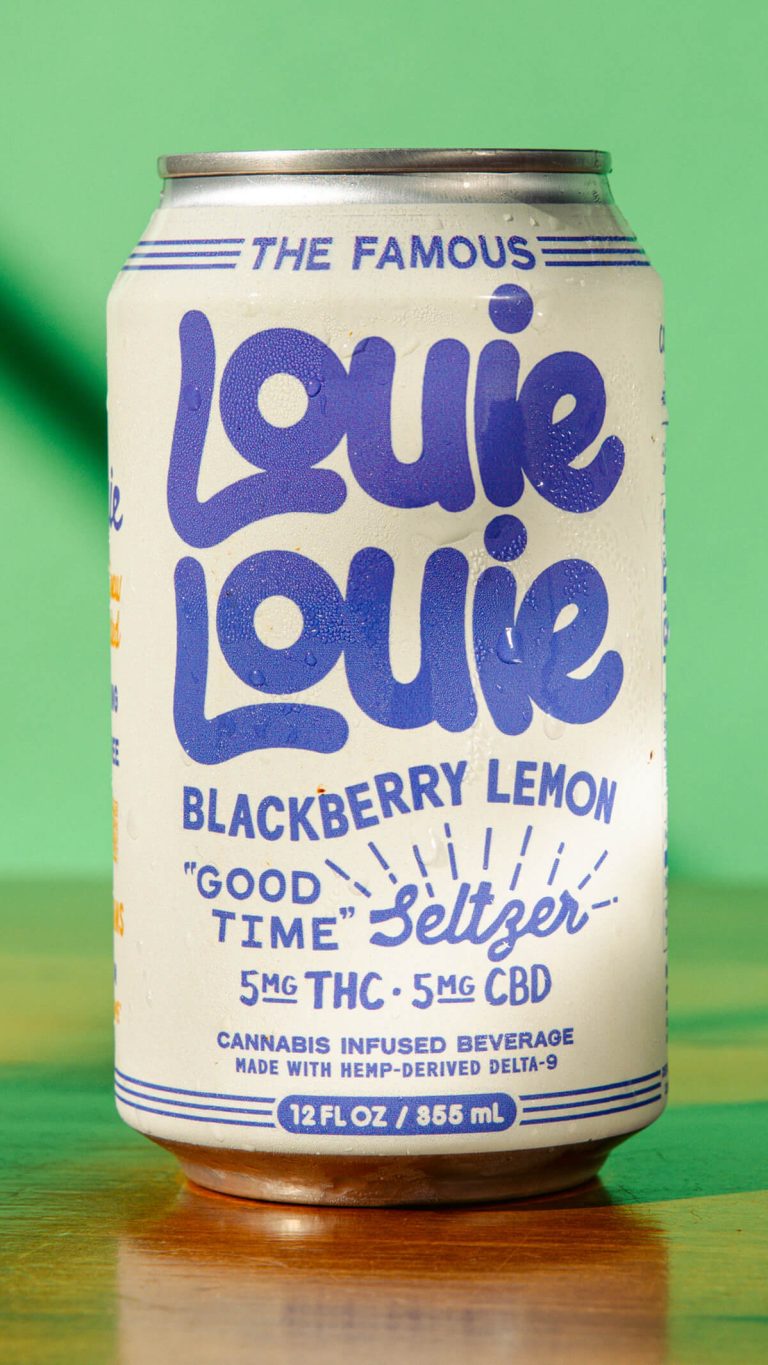 THE FAMOUS
Louie
Louie
BLACKBERRY LEMON
"GOOD
TIME" Seltzer
5MG THC · 5MG CBD
CANNABIS INFUSED BEVERAGE
MADE WITH HEMP-DERIVED DELTA-9
12 FL OZ / 355 mL